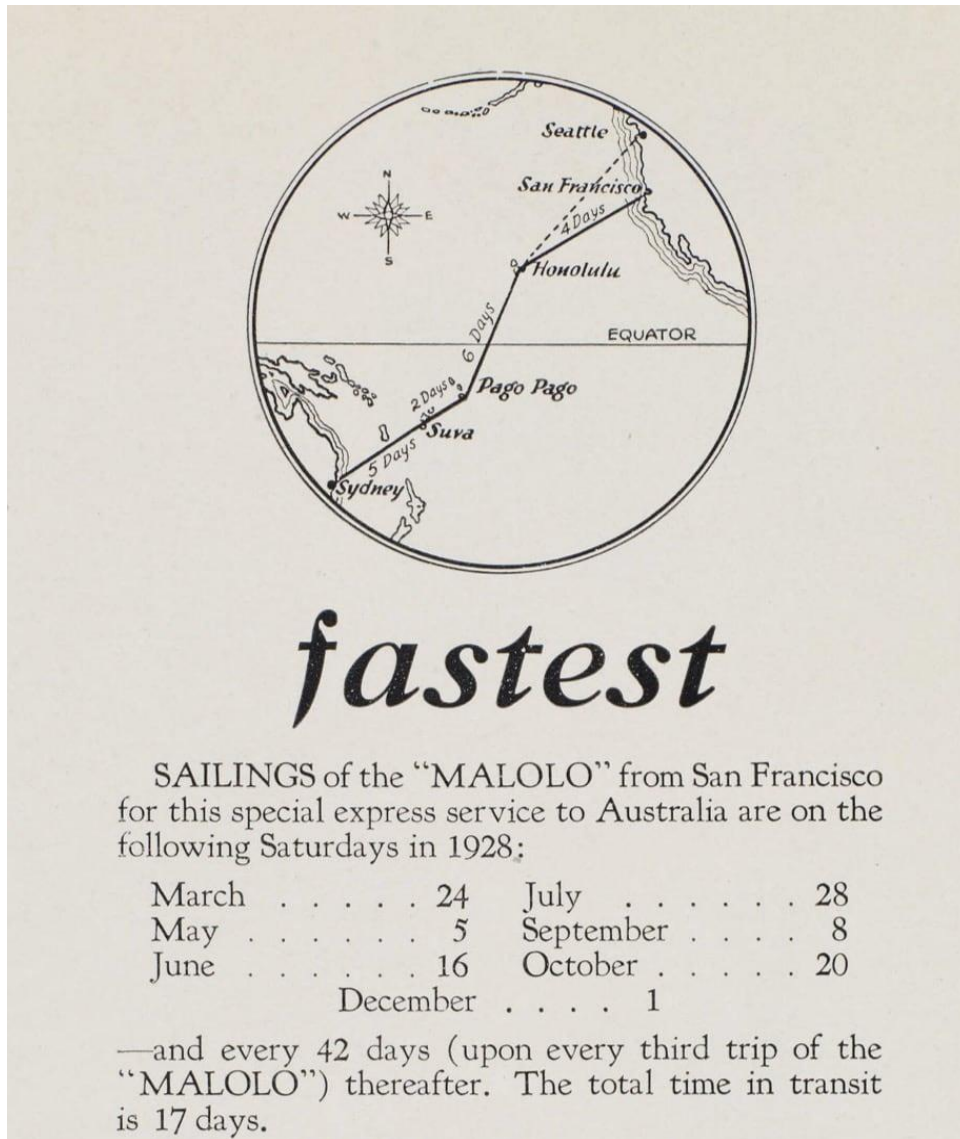 N
W E
S
Seattle
San Francisco
4 Days
Honolulu
6 Days
EQUATOR
2 Days
Pago Pago
Suva
5 Days
Sydney
fastest
SAILINGS of the “MALOLO” from San Francisco
for this special express service to Australia are on the
following Saturdays in 1928:
March . . . . . 24 July . . . . . . 28
May . . . . . . 5 September . . . . 8
June . . . . . . 16 October . . . . . 20
December . . . . 1
—and every 42 days (upon every third trip of the
“MALOLO”) thereafter. The total time in transit
is 17 days.